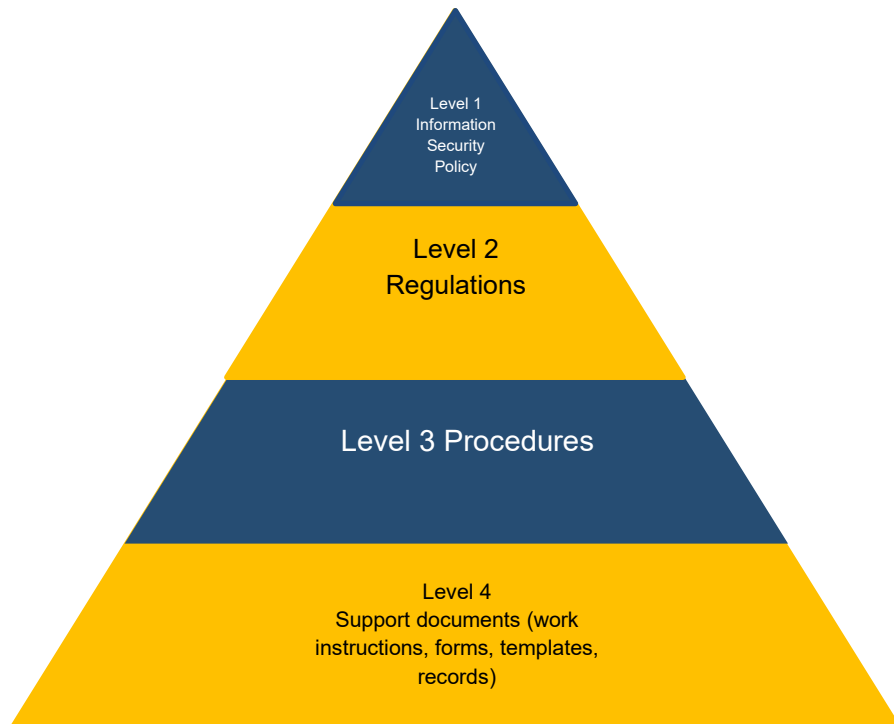 Level 1
Information
Security
Policy
Level 2
Regulations
Level 3 Procedures
Level 4
Support documents (work
instructions, forms, templates,
records)